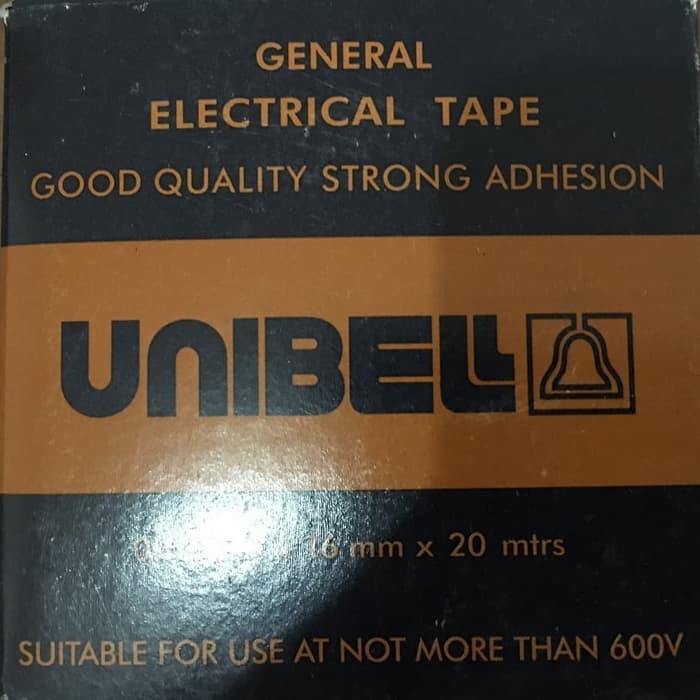 GENERAL
ELECTRICAL TAPE
GOOD QUALITY STRONG ADHESION
UNIBELL
x 16 mm x 20 mtrs
SUITABLE FOR USE AT NOT MORE THAN 600V